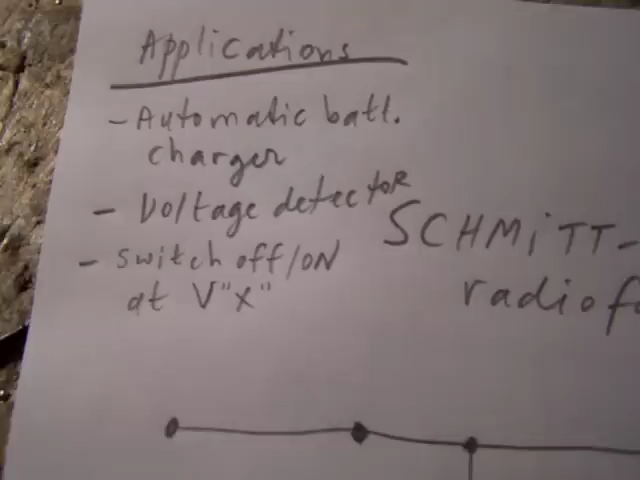 Applications
- Automatic batt.
charger
- Voltage detector
- switch off/ON
at V"X"
SCHMiTT-
radiof